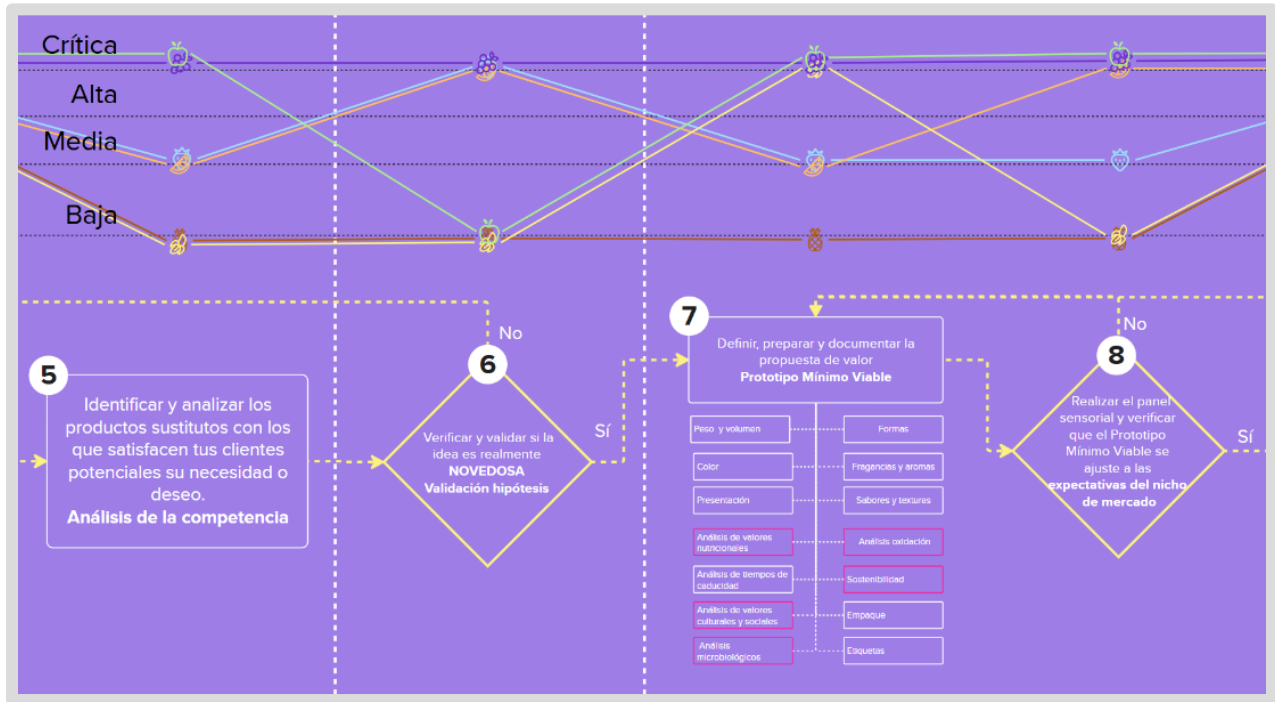 Crítica
Alta
Media
Baja
5
Identificar y analizar los
productos sustitutos con los
que satisfacen tus clientes
potenciales su necesidad o
deseo.
Análisis de la competencia
No
6
Verificar y validar si la
idea es realmente
NOVEDOSA
Validación hipótesis
Sí
7
Definir, preparar y documentar la
propuesta de valor
Prototipo Mínimo Viable
Peso y volumen
Formas
Color
Fragancias y aromas
Presentación
Sabores y textures
Análisis de valores
nutricionales
Análisis oxidación
Análisis de tiempos de
caducidad
Sostenibilidad
Análisis de valores
culturales y sociales
Empaque
Análisis
microbiológicos
Etiquetas
No
8
Realizar el panel
sensorial y verificar
que el Prototipo
Mínimo Viable se
ajuste a las
expectativas del nicho
de mercado
Sí